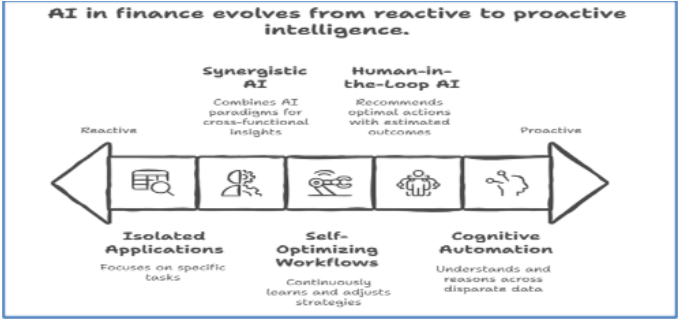 AI in finance evolves from reactive to proactive
intelligence.
Synergistic
AI
Combines AI
paradigms for
cross-functional
insights
Human-in-
the-Loop AI
Recommends
optimal actions
with estimated
outcomes
Reactive
Proactive
Isolated
Applications
Focuses on specific
tasks
Self-
Optimizing
Workflows
Continuously
learns and adjusts
strategies
Cognitive
Automation
Understands and
reasons across
disparate data